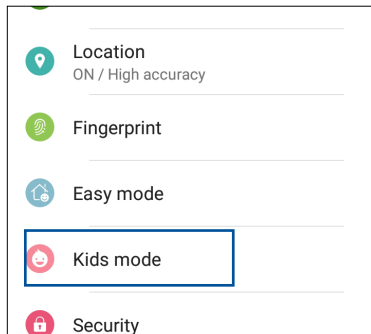 Location
ON / High accuracy
Fingerprint
Easy mode
Kids mode
Security